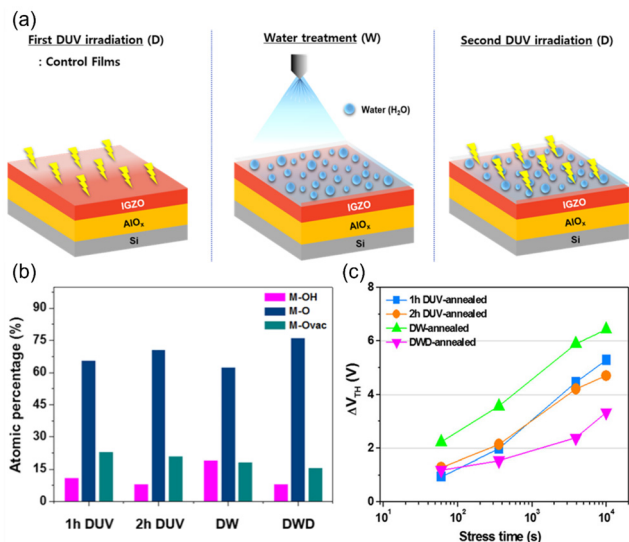 (a)
First DUV irradiation (D)
: Control Films
Water treatment (W)
Second DUV irradiation (D)
Water (H₂O)
IGZO
AlOₓ
Si
IGZO
AlOₓ
Si
IGZO
AlOₓ
Si
(b)
Atomic percentage (%)
90
75
60
45
30
15
0
M-OH
M-O
M-Ovac
1h DUV
2h DUV
DW
DWD
(c)
ΔV_TH (V)
8
6
4
2
0
1h DUV-annealed
2h DUV-annealed
DW-annealed
DWD-annealed
10¹
10²
10³
10⁴
Stress time (s)